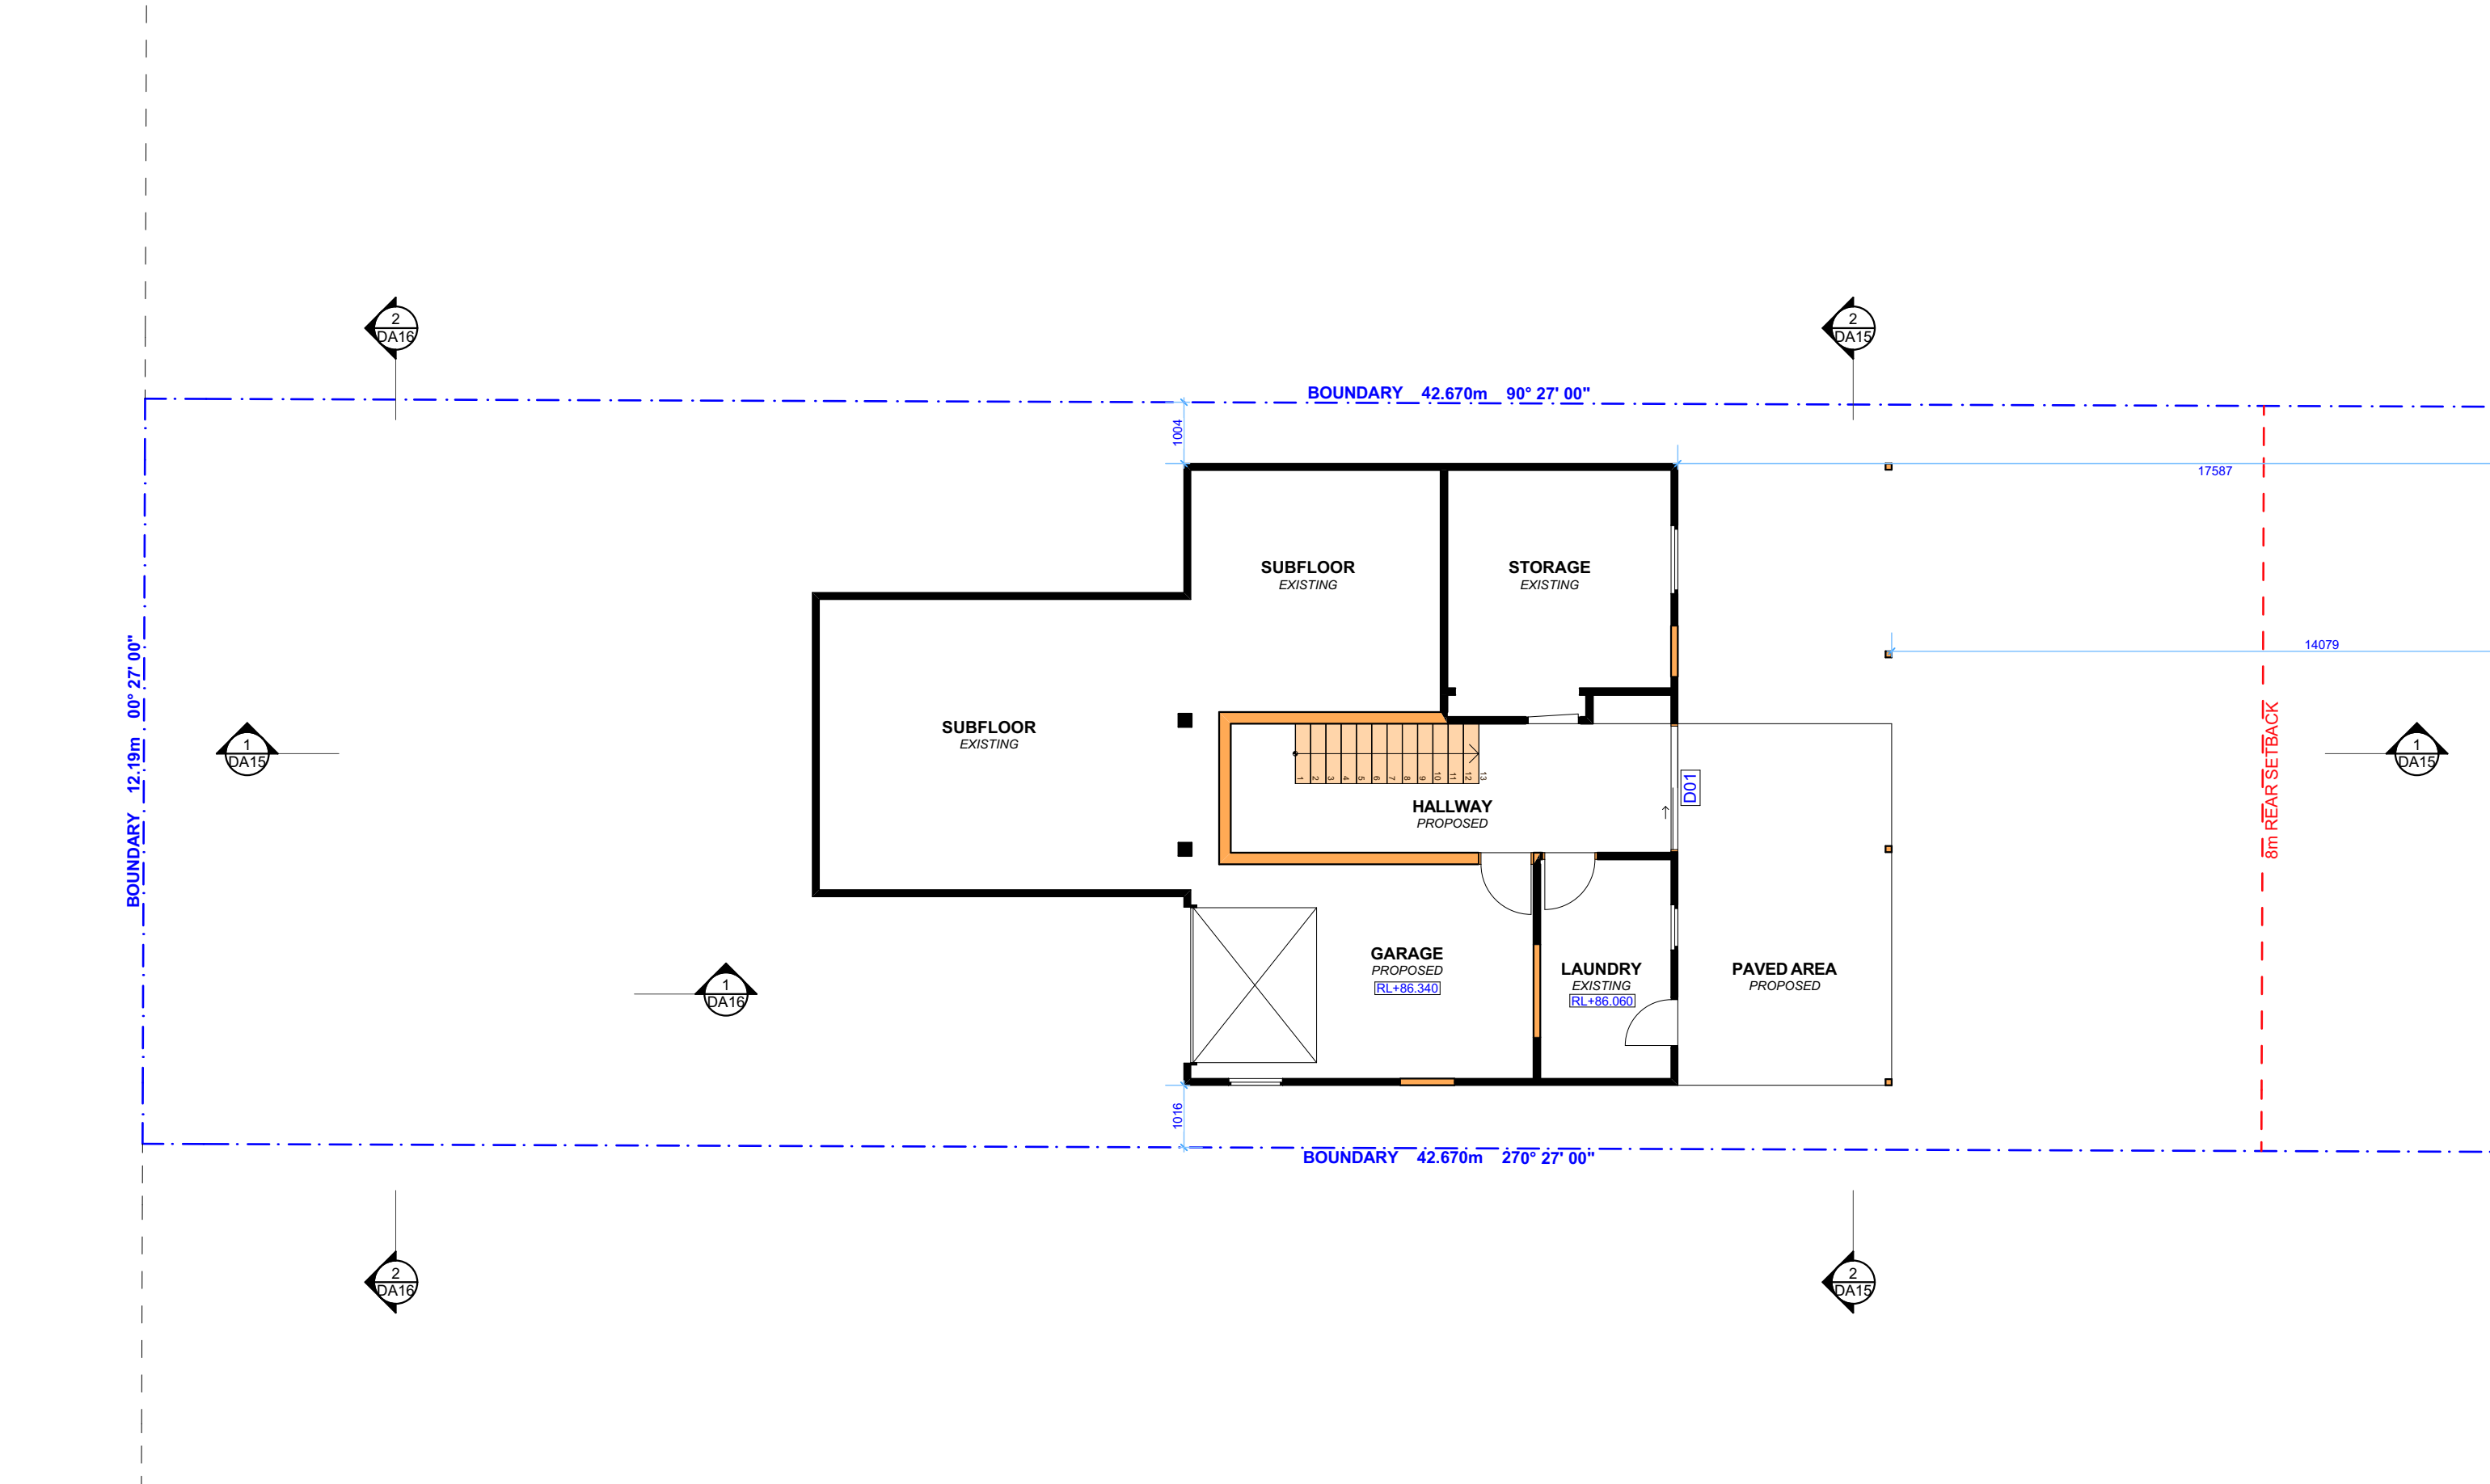 2
DA16
2
DA15
BOUNDARY 42.670m 90° 27' 00"
1004
17587
SUBFLOOR
EXISTING
STORAGE
EXISTING
14079
BOUNDARY 12.19m 00° 27' 00"
SUBFLOOR
EXISTING
1
DA15
1
DA15
8m REAR SETBACK
1
2
3
4
5
6
7
8
9
10
11
12
13
D01
HALLWAY
PROPOSED
GARAGE
PROPOSED
RL+86.340
LAUNDRY
EXISTING
RL+86.060
PAVED AREA
PROPOSED
1
DA16
1016
BOUNDARY 42.670m 270° 27' 00"
2
DA16
2
DA15